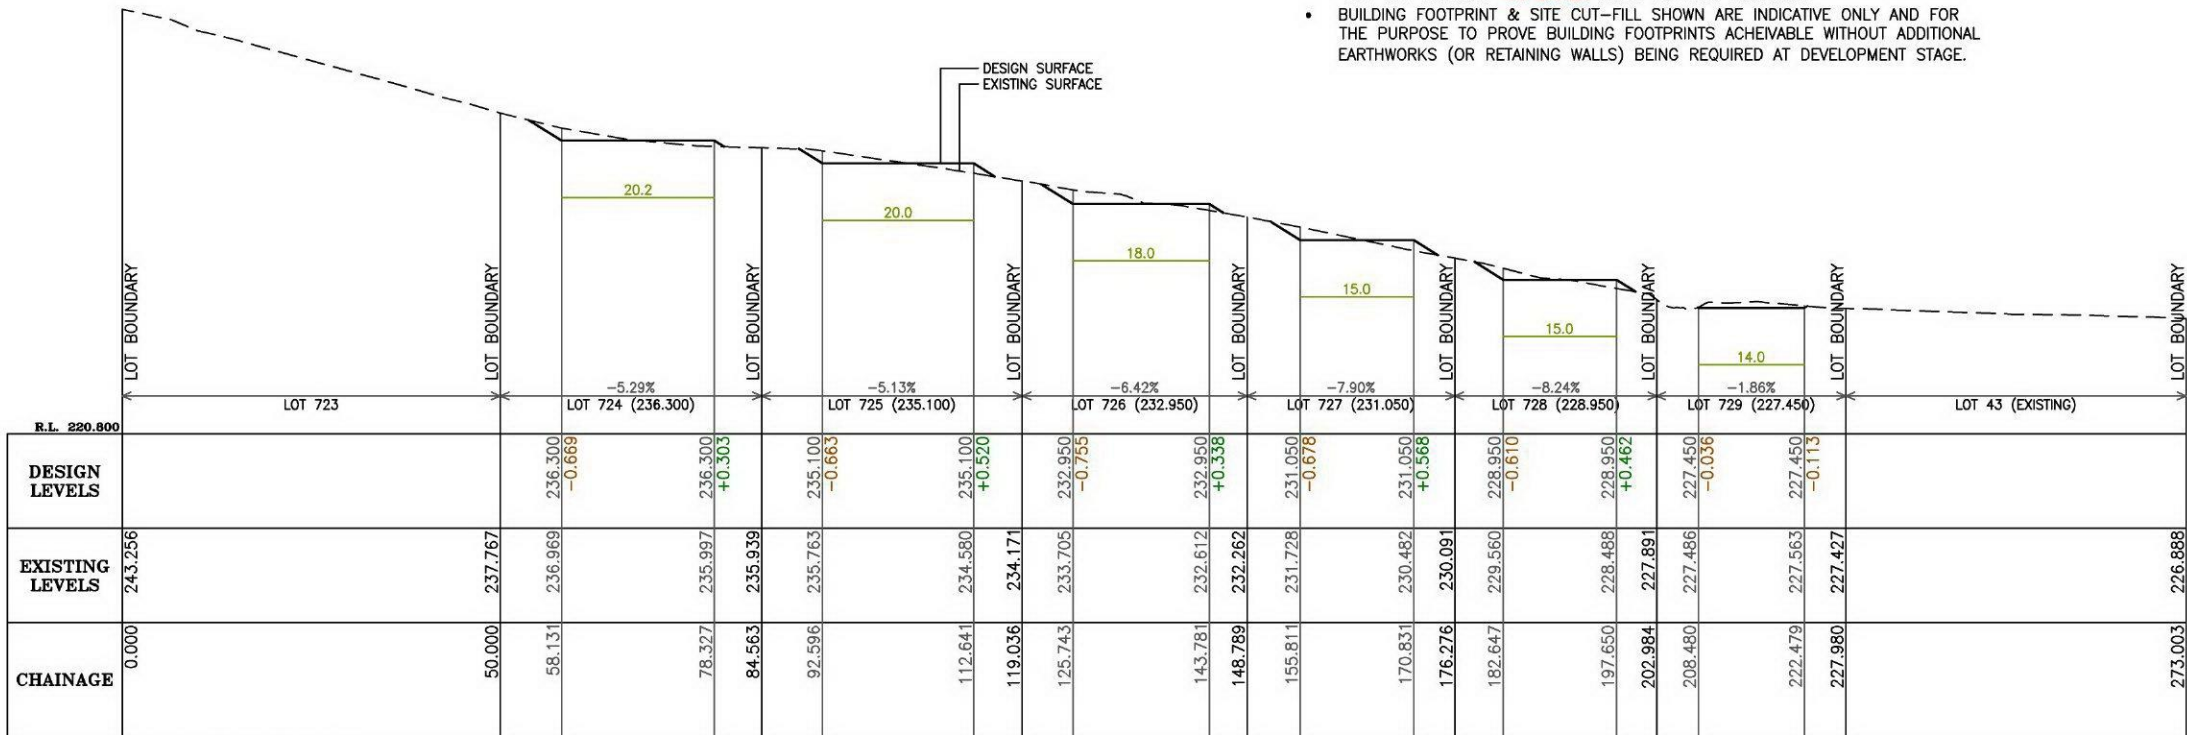 • BUILDING FOOTPRINT & SITE CUT-FILL SHOWN ARE INDICATIVE ONLY AND FOR
THE PURPOSE TO PROVE BUILDING FOOTPRINTS ACHEIVABLE WITHOUT ADDITIONAL
EARTHWORKS (OR RETAINING WALLS) BEING REQUIRED AT DEVELOPMENT STAGE.
DESIGN SURFACE
EXISTING SURFACE
20.2
20.0
18.0
15.0
15.0
14.0
LOT BOUNDARY
LOT BOUNDARY
LOT BOUNDARY
LOT BOUNDARY
LOT BOUNDARY
LOT BOUNDARY
LOT BOUNDARY
LOT BOUNDARY
LOT BOUNDARY
-5.29%
-5.13%
-6.42%
-7.90%
-8.24%
-1.86%
LOT 723
LOT 724 (236.300)
LOT 725 (235.100)
LOT 726 (232.950)
LOT 727 (231.050)
LOT 728 (228.950)
LOT 729 (227.450)
LOT 43 (EXISTING)
R.L. 220.800
DESIGN
LEVELS
236.300
-0.669
236.300
+0.303
235.100
-0.663
235.100
+0.520
232.950
-0.755
232.950
+0.338
231.050
-0.678
231.050
+0.568
228.950
-0.610
228.950
+0.462
227.450
-0.036
227.450
-0.113
EXISTING
LEVELS
243.256
237.767
236.969
235.997
235.939
235.763
234.580
234.171
233.705
232.612
232.262
231.728
230.482
230.091
229.560
228.488
227.891
227.486
227.563
227.427
226.888
CHAINAGE
0.000
50.000
58.131
78.327
84.563
92.596
112.641
119.036
125.743
143.781
148.789
155.811
170.831
176.276
182.647
197.650
202.984
208.480
222.479
227.980
273.003